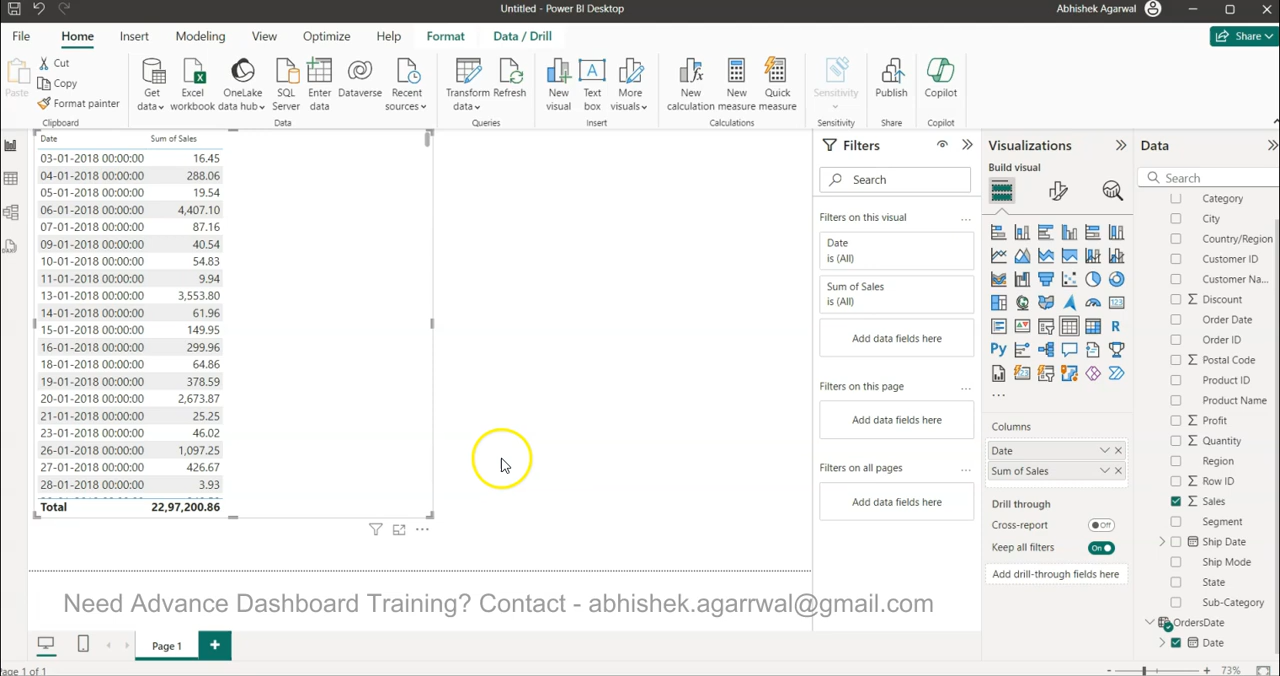 Untitled - Power BI Desktop
Abhishek Agarwal
File Home Insert Modeling View Optimize Help Format Data / Drill
Share
Paste
Cut
Copy
Format painter
Clipboard
Get data
Excel workbook
OneLake data hub
SQL Server
Enter data
Dataverse
Recent sources
Data
Transform data
Refresh
Queries
New visual
Text box
More visuals
Insert
New calculation
New measure
Quick measure
Calculations
Sensitivity
Sensitivity
Publish
Share
Copilot
Copilot
Date Sum of Sales
03-01-2018 00:00:00 16.45
04-01-2018 00:00:00 288.06
05-01-2018 00:00:00 19.54
06-01-2018 00:00:00 4,407.10
07-01-2018 00:00:00 87.16
09-01-2018 00:00:00 40.54
10-01-2018 00:00:00 54.83
11-01-2018 00:00:00 9.94
13-01-2018 00:00:00 3,553.80
14-01-2018 00:00:00 61.96
15-01-2018 00:00:00 149.95
16-01-2018 00:00:00 299.96
18-01-2018 00:00:00 64.86
19-01-2018 00:00:00 378.59
20-01-2018 00:00:00 2,673.87
21-01-2018 00:00:00 25.25
23-01-2018 00:00:00 46.02
26-01-2018 00:00:00 1,097.25
27-01-2018 00:00:00 426.67
28-01-2018 00:00:00 3.93
Total 22,97,200.86
Filters
Search
Filters on this visual ...
Date
is (All)
Sum of Sales
is (All)
Add data fields here
Filters on this page ...
Add data fields here
Filters on all pages ...
Add data fields here
Visualizations
Build visual
R
Py
123
...
Columns
Date
Sum of Sales
Drill through
Cross-report Off
Keep all filters On
Add drill-through fields here
Data
Search
Category
City
Country/Region
Customer ID
Customer Na...
Discount
Order Date
Order ID
Postal Code
Product ID
Product Name
Profit
Quantity
Region
Row ID
Sales
Segment
Ship Date
Ship Mode
State
Sub-Category
OrdersDate
Date
Need Advance Dashboard Training? Contact - abhishek.agarrwal@gmail.com
Page 1
Page 1 of 1
73%